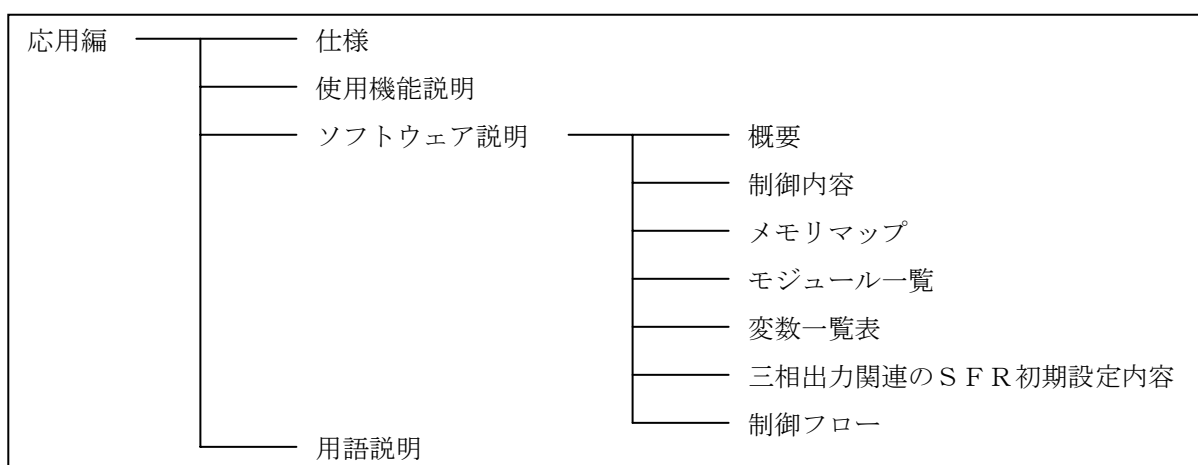 応用編 仕様
使用機能説明
ソフトウェア説明 概要
制御内容
メモリマップ
モジュール一覧
変数一覧表
三相出力関連のＳＦＲ初期設定内容
制御フロー
用語説明